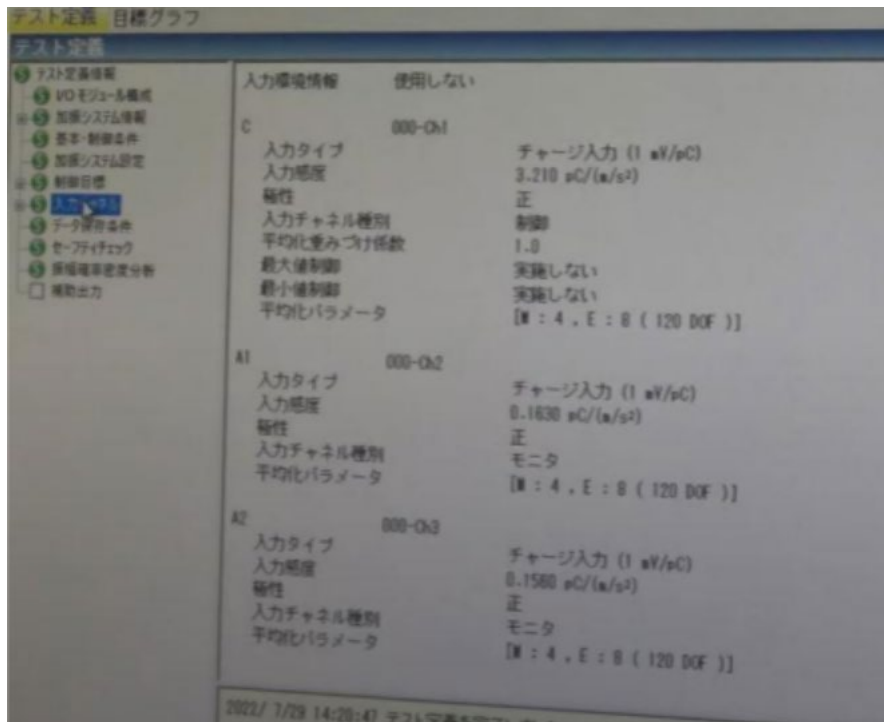 テスト定義 目標グラフ
テスト定義
テスト定義情報
I/Oモジュール構成
加振システム情報
基本・制御条件
加振システム設定
制御目標
入力
データ保存条件
セーフティチェック
振幅確率密度分析
補助出力
入力環境情報 使用しない
C 000-Ch1
入力タイプ チャージ入力 (1 mV/pC)
入力感度 3.210 pC/(m/s²)
極性 正
入力チャネル種別 制御
平均化重みづけ係数 1.0
最大値制御 実施しない
最小値制御 実施しない
平均化パラメータ [M : 4 , E : 8 ( 120 DOF )]
A1 000-Ch2
入力タイプ チャージ入力 (1 mV/pC)
入力感度 0.1630 pC/(m/s²)
極性 正
入力チャネル種別 モニタ
平均化パラメータ [M : 4 , E : 8 ( 120 DOF )]
A2 000-Ch3
入力タイプ チャージ入力 (1 mV/pC)
入力感度 0.1560 pC/(m/s²)
極性 正
入力チャネル種別 モニタ
平均化パラメータ [M : 4 , E : 8 ( 120 DOF )]
2022/ 7/29 14:20:47 テスト定義を